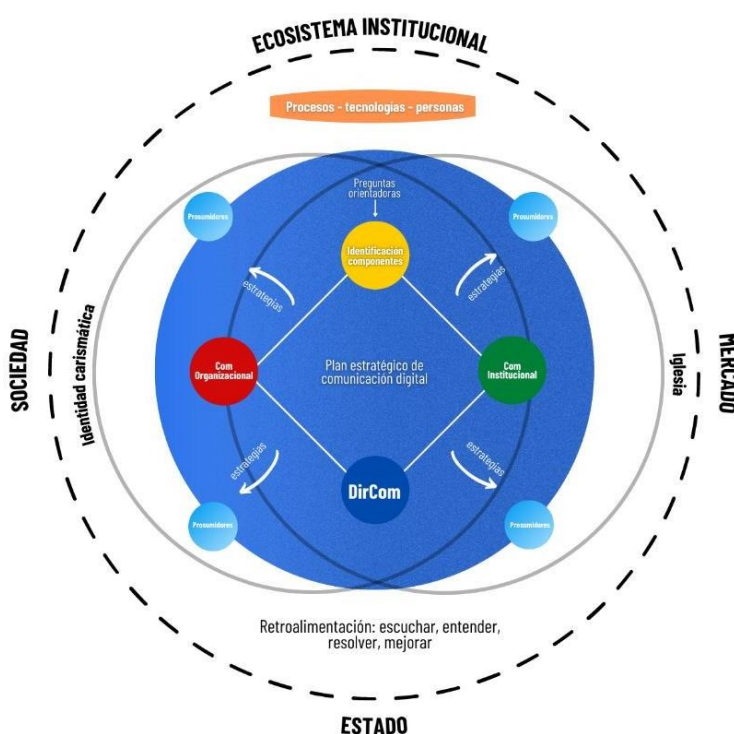 ECOSISTEMA INSTITUCIONAL
Procesos - tecnologías - personas
Preguntas
orientadoras
Prosumidores
Prosumidores
Identificación
componentes
estrategias
estrategias
SOCIEDAD
Identidad carismática
Com
Organizacional
Plan estratégico de
comunicación digital
Com
Institucional
Iglesia
MERCADO
estrategias
estrategias
DirCom
Prosumidores
Prosumidores
Retroalimentación: escuchar, entender,
resolver, mejorar
ESTADO